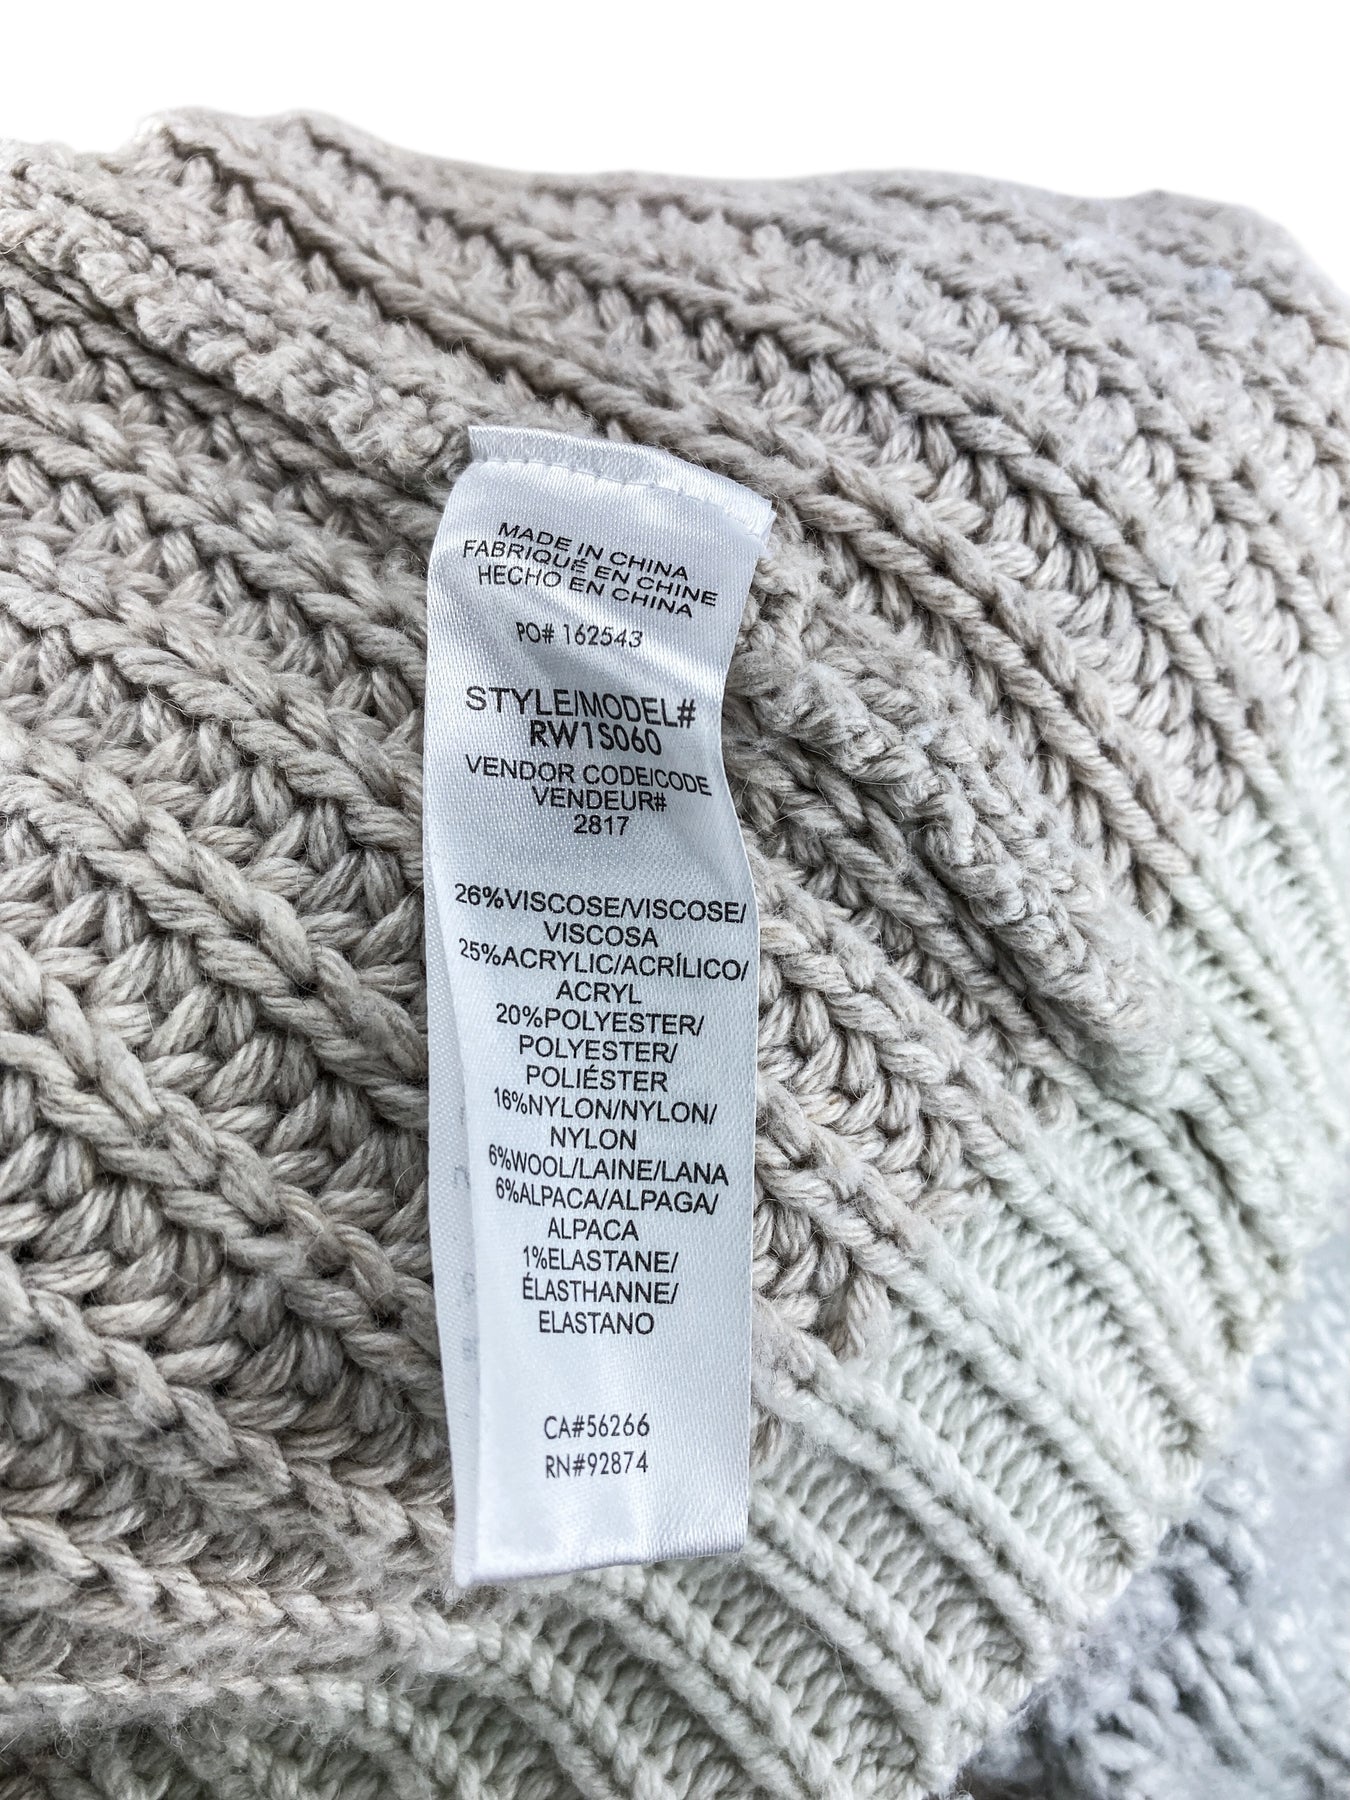 MADE IN CHINA
FABRIQUÉ EN CHINE
HECHO EN CHINA
PO# 162543
STYLE/MODEL#
RW1S060
VENDOR CODE/CODE
VENDEUR#
2817
26%VISCOSE/VISCOSE/
VISCOSA
25%ACRYLIC/ACRÍLICO/
ACRYL
20%POLYESTER/
POLYESTER/
POLIÉSTER
16%NYLON/NYLON/
NYLON
6%WOOL/LAINE/LANA
6%ALPACA/ALPAGA/
ALPACA
1%ELASTANE/
ÉLASTHANNE/
ELASTANO
CA#56266
RN#92874